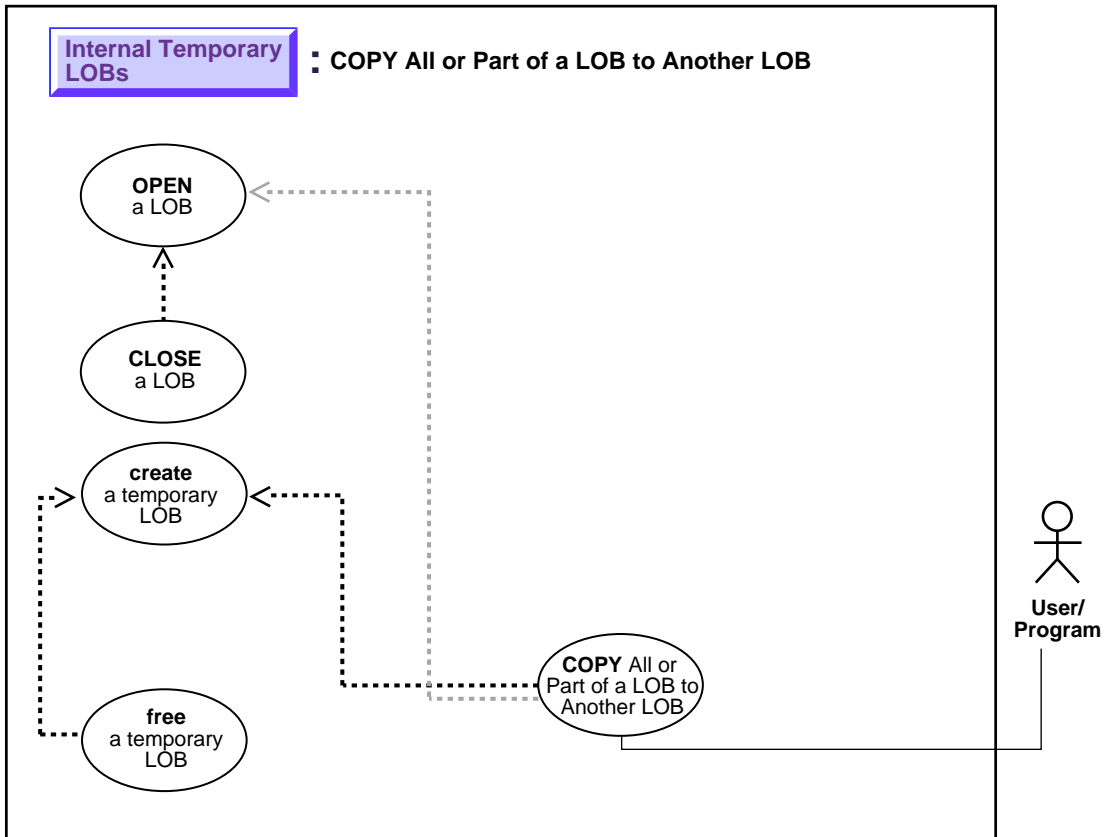 Internal Temporary
LOBs
: COPY All or Part of a LOB to Another LOB
OPEN
a LOB
CLOSE
a LOB
create
a temporary
LOB
User/
Program
COPY All or
Part of a LOB to
Another LOB
free
a temporary
LOB